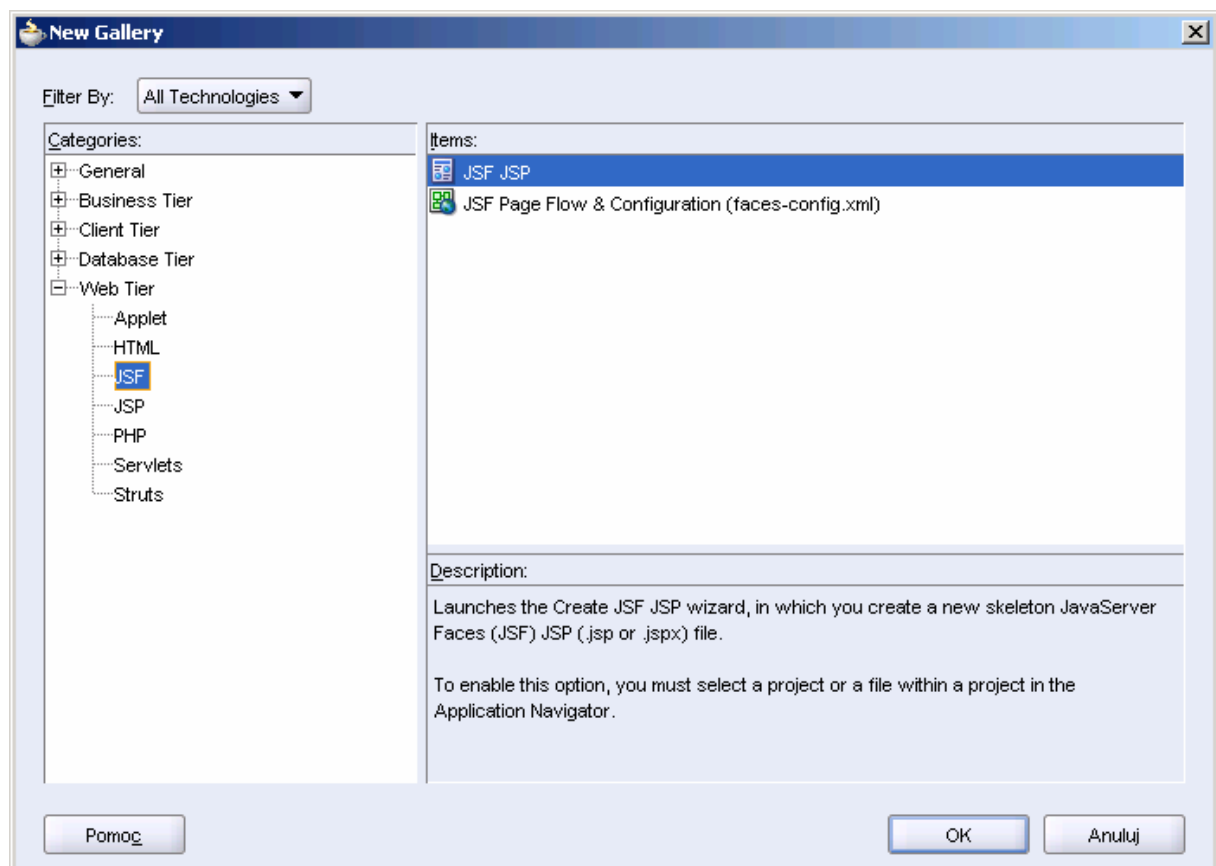 New Gallery
Filter By: All Technologies
Categories:
General
Business Tier
Client Tier
Database Tier
Web Tier
Applet
HTML
JSF
JSP
PHP
Servlets
Struts
Items:
JSF JSP
JSF Page Flow & Configuration (faces-config.xml)
Description:
Launches the Create JSF JSP wizard, in which you create a new skeleton JavaServer
Faces (JSF) JSP (.jsp or .jspx) file.
To enable this option, you must select a project or a file within a project in the
Application Navigator.
Pomoc OK Anuluj